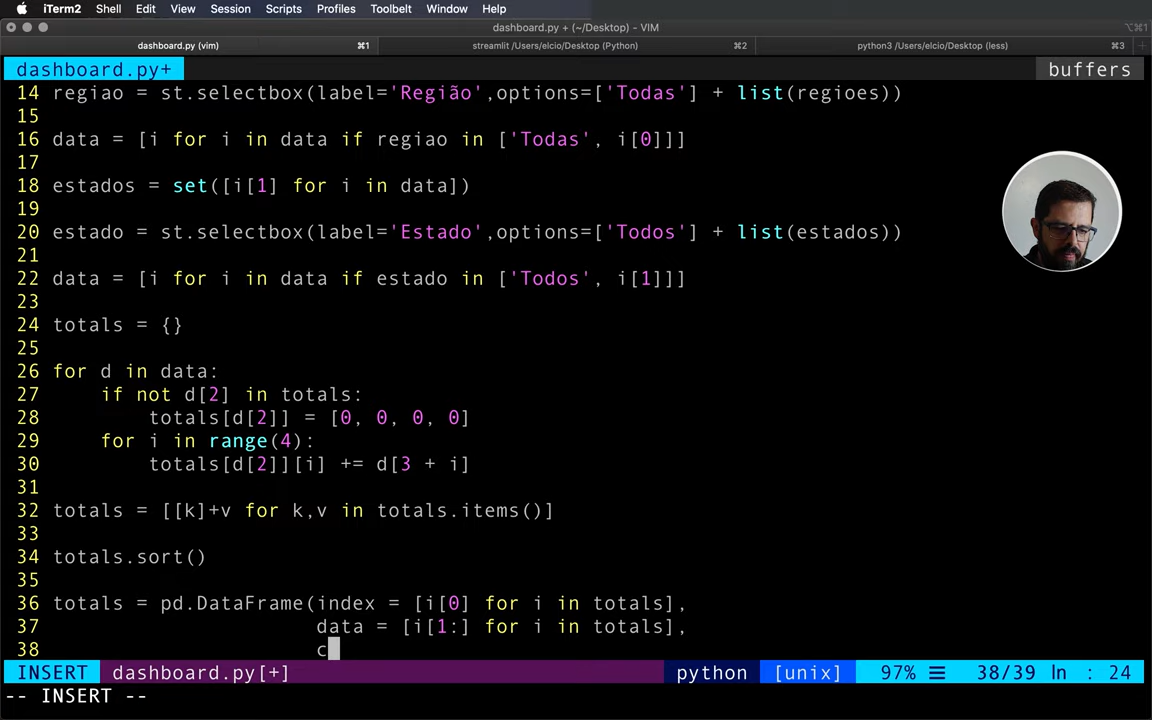 iTerm2 Shell Edit View Session Scripts Profiles Toolbelt Window Help
dashboard.py + (~/Desktop) - VIM ⌥⌘1
dashboard.py (vim) ⌘1 streamlit /Users/elcio/Desktop (Python) ⌘2 python3 /Users/elcio/Desktop (less) ⌘3
dashboard.py+ buffers
14 regiao = st.selectbox(label='Região',options=['Todas'] + list(regioes))
15
16 data = [i for i in data if regiao in ['Todas', i[0]]]
17
18 estados = set([i[1] for i in data])
19
20 estado = st.selectbox(label='Estado',options=['Todos'] + list(estados))
21
22 data = [i for i in data if estado in ['Todos', i[1]]]
23
24 totals = {}
25
26 for d in data:
27     if not d[2] in totals:
28         totals[d[2]] = [0, 0, 0, 0]
29     for i in range(4):
30         totals[d[2]][i] += d[3 + i]
31
32 totals = [[k]+v for k,v in totals.items()]
33
34 totals.sort()
35
36 totals = pd.DataFrame(index = [i[0] for i in totals],
37                       data = [i[1:] for i in totals],
38                       c
INSERT dashboard.py[+] python [unix] 97% ☰ 38/39 ln : 24
-- INSERT --